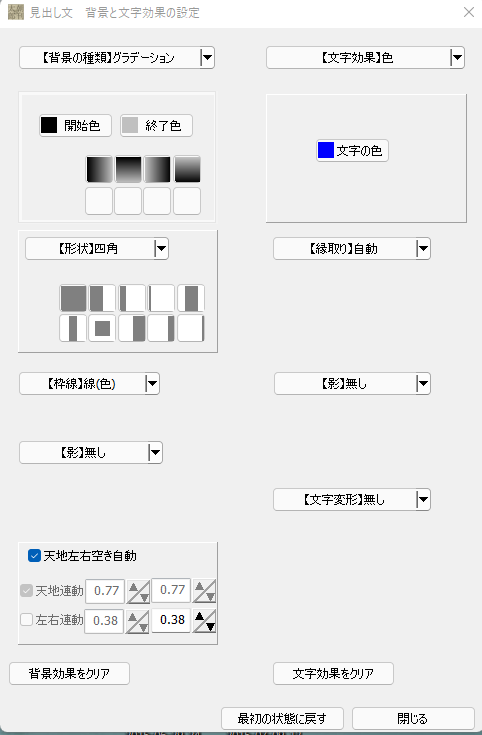 見出し文　背景と文字効果の設定
【背景の種類】グラデーション
【文字効果】色
開始色
終了色
文字の色
【形状】四角
【縁取り】自動
【枠線】線(色)
【影】無し
【影】無し
【文字変形】無し
天地左右空き自動
天地連動 0.77 0.77
左右連動 0.38 0.38
背景効果をクリア
文字効果をクリア
最初の状態に戻す
閉じる